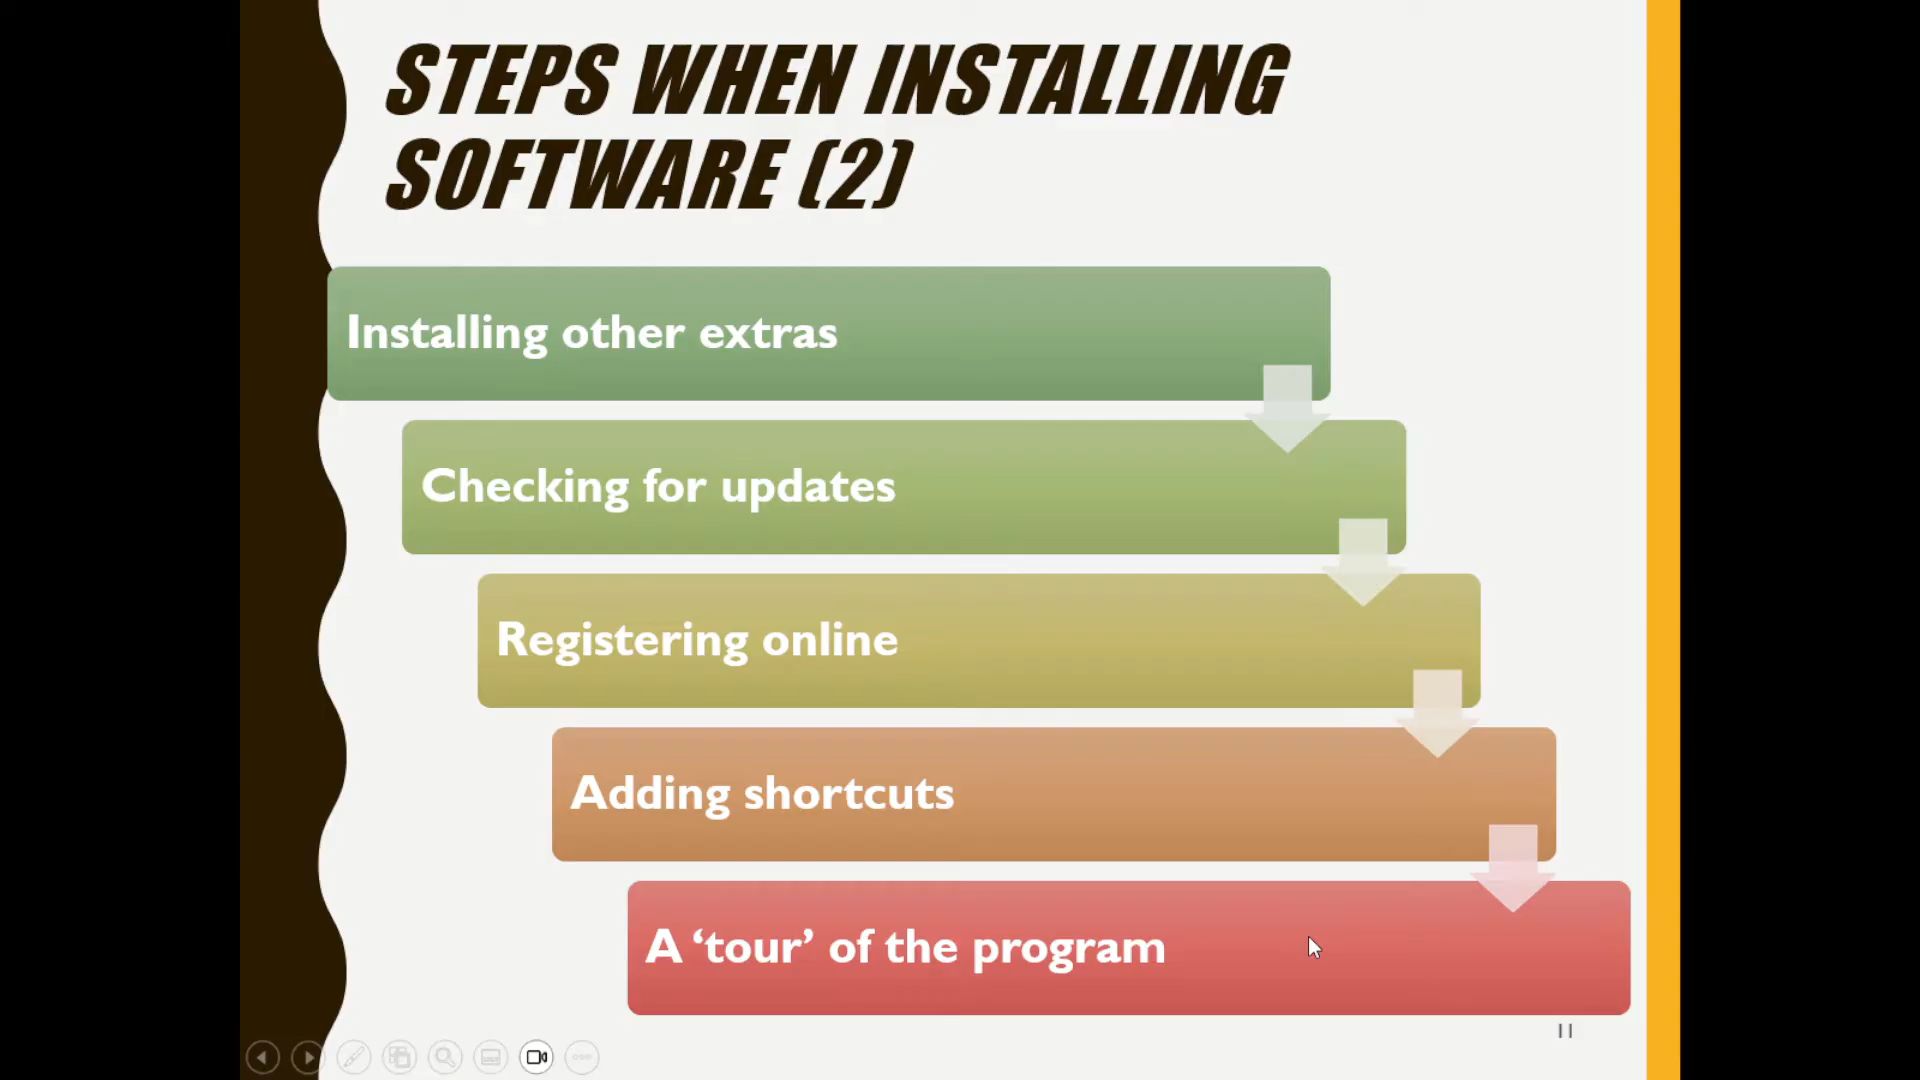 STEPS WHEN INSTALLING
SOFTWARE (2)
Installing other extras
Checking for updates
Registering online
Adding shortcuts
A ‘tour’ of the program
11